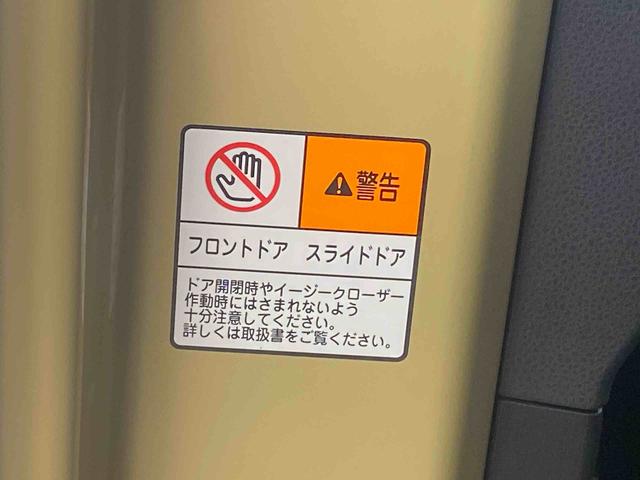 警告
フロントドア スライドドア
ドア開閉時やイージークローザー
作動時にはさまれないよう
十分注意してください。
詳しくは取扱書をご覧ください。